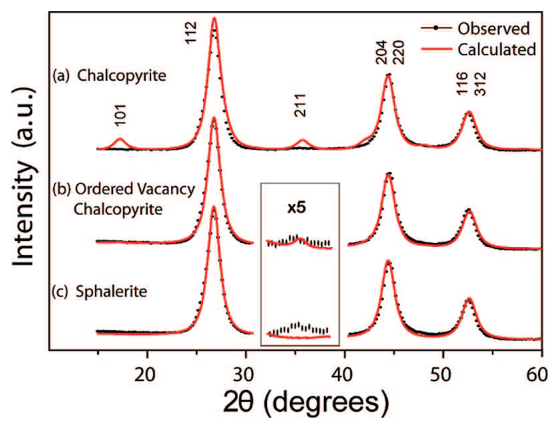 Intensity (a.u.)
Observed
Calculated
(a) Chalcopyrite
101
112
211
204
220
116
312
(b) Ordered Vacancy
Chalcopyrite
x5
(c) Sphalerite
20
30
40
50
60
2θ (degrees)